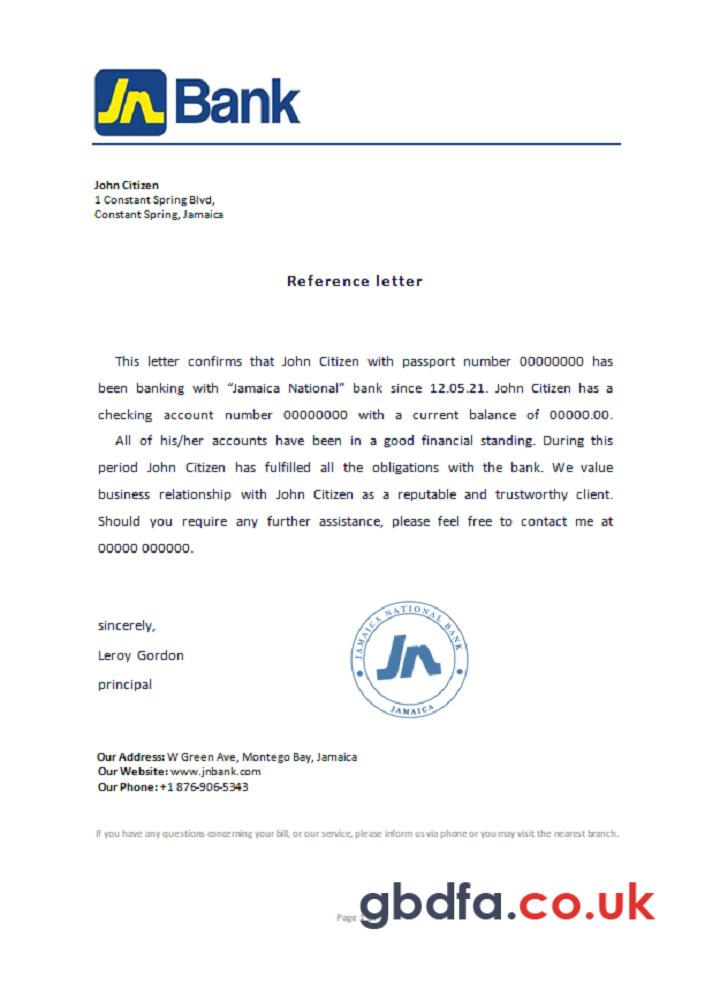 Jn Bank
John Citizen
1 Constant Spring Blvd,
Constant Spring, Jamaica
Reference letter
This letter confirms that John Citizen with passport number 00000000 has
been banking with “Jamaica National” bank since 12.05.21. John Citizen has a
checking account number 00000000 with a current balance of 00000.00.
All of his/her accounts have been in a good financial standing. During this
period John Citizen has fulfilled all the obligations with the bank. We value
business relationship with John Citizen as a reputable and trustworthy client.
Should you require any further assistance, please feel free to contact me at
00000 000000.
sincerely,
Leroy Gordon
principal
JAMAICA NATIONAL BANK
Jn
JAMAICA
Our Address: W Green Ave, Montego Bay, Jamaica
Our Website: www.jnbank.com
Our Phone: +1 876-906-5343
If you have any questions concerning your bill, or our service, please inform us via phone or you may visit the nearest branch.
Page
gbdfa.co.uk